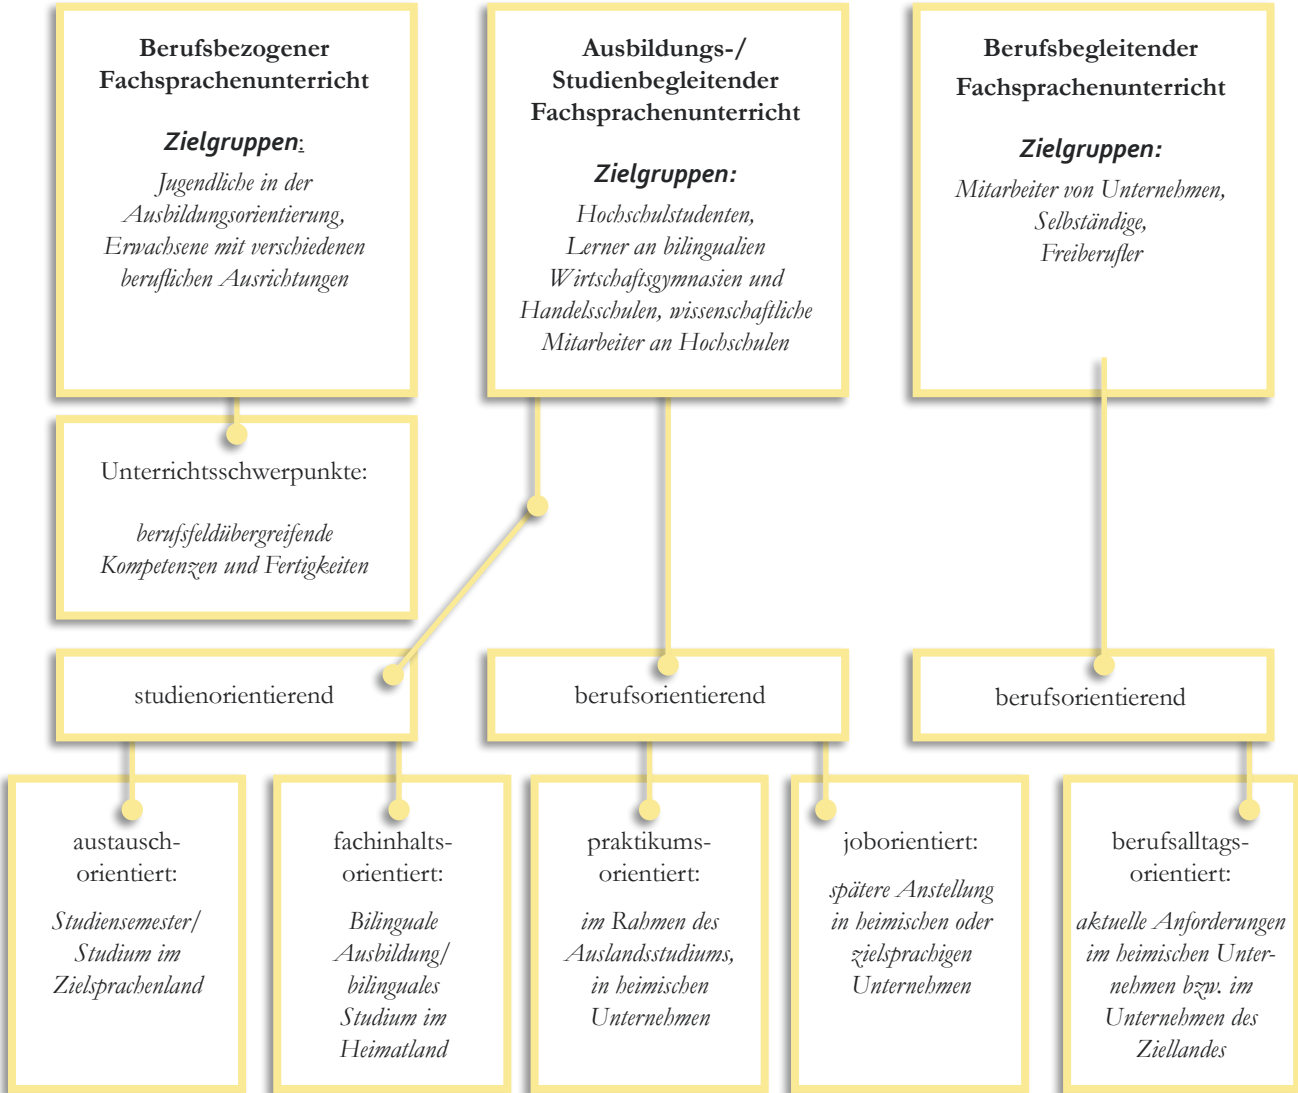 Berufsbezogener
Fachsprachenunterricht
Zielgruppen:
Jugendliche in der
Ausbildungsorientierung,
Erwachsene mit verschiedenen
beruflichen Ausrichtungen
Ausbildungs-/
Studienbegleitender
Fachsprachenunterricht
Zielgruppen:
Hochschulstudenten,
Lerner an bilingualien
Wirtschaftsgymnasien und
Handelsschulen, wissenschaftliche
Mitarbeiter an Hochschulen
Berufsbegleitender
Fachsprachenunterricht
Zielgruppen:
Mitarbeiter von Unternehmen,
Selbständige,
Freiberufler
Unterrichtsschwerpunkte:
berufsfeldübergreifende
Kompetenzen und Fertigkeiten
studienorientierend
berufsorientierend
berufsorientierend
austausch-
orientiert:
Studiensemester/
Studium im
Zielsprachenland
fachinhalts-
orientiert:
Bilinguale
Ausbildung/
bilinguales
Studium im
Heimatland
praktikums-
orientiert:
im Rahmen des
Auslandsstudiums,
in heimischen
Unternehmen
joborientiert:
spätere Anstellung
in heimischen oder
zielsprachigen
Unternehmen
berufsalltags-
orientiert:
aktuelle Anforderungen
im heimischen Unter-
nehmen bzw. im
Unternehmen des
Ziellandes